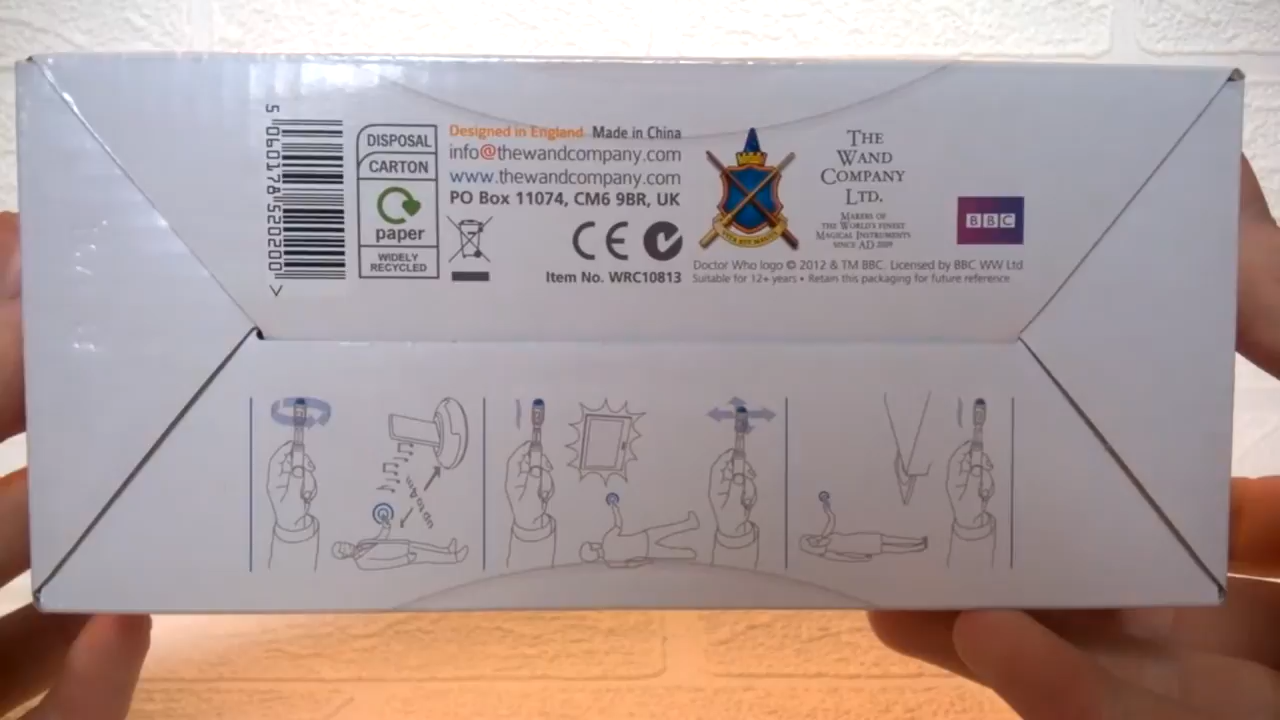 5 060178 520200 >
DISPOSAL
CARTON
paper
WIDELY
RECYCLED
Designed in England Made in China
info@thewandcompany.com
www.thewandcompany.com
PO Box 11074, CM6 9BR, UK
CE
Item No. WRC10813
THE
WAND
COMPANY
LTD.
MAKERS OF
THE WORLD'S FINEST
MAGICAL INSTRUMENTS
SINCE AD 2009
BBC
Doctor Who logo © 2012 & TM BBC. Licensed by BBC WW Ltd
Suitable for 12+ years • Retain this packaging for future reference
up to 4m